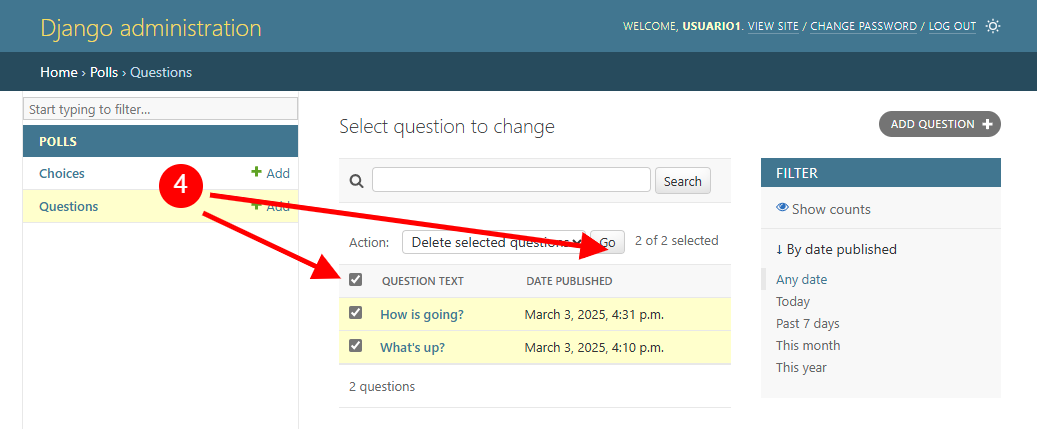 Django administration
WELCOME, USUARIO1. VIEW SITE / CHANGE PASSWORD / LOG OUT
Home › Polls › Questions
Start typing to filter...
POLLS
Choices
Add
Questions
Add
4
Select question to change
ADD QUESTION
Search
Action:
Delete selected questions
Go
2 of 2 selected
QUESTION TEXT
DATE PUBLISHED
How is going?
March 3, 2025, 4:31 p.m.
What's up?
March 3, 2025, 4:10 p.m.
2 questions
FILTER
Show counts
↓ By date published
Any date
Today
Past 7 days
This month
This year